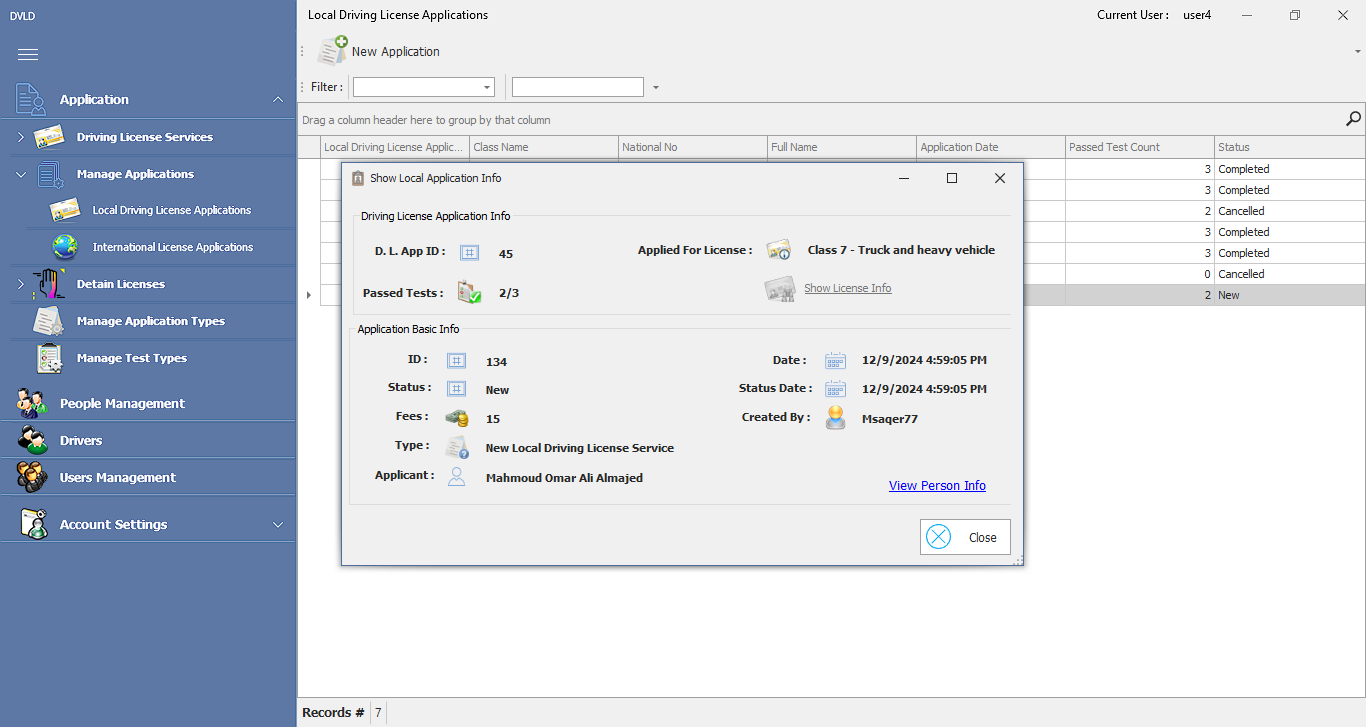 DVLD
Application
Driving License Services
Manage Applications
Local Driving License Applications
International License Applications
Detain Licenses
Manage Application Types
Manage Test Types
People Management
Drivers
Users Management
Account Settings
Local Driving License Applications
Current User : user4
New Application
Filter :
Drag a column header here to group by that column
Local Driving License Applic... Class Name National No Full Name Application Date Passed Test Count Status
3 Completed
3 Completed
2 Cancelled
3 Completed
3 Completed
0 Cancelled
2 New
Show Local Application Info
Driving License Application Info
D. L. App ID : 45 Applied For License : Class 7 - Truck and heavy vehicle
Passed Tests : 2/3 Show License Info
Application Basic Info
ID : 134 Date : 12/9/2024 4:59:05 PM
Status : New Status Date : 12/9/2024 4:59:05 PM
Fees : 15 Created By : Msaqer77
Type : New Local Driving License Service
Applicant : Mahmoud Omar Ali Almajed
View Person Info
Close
Records # 7